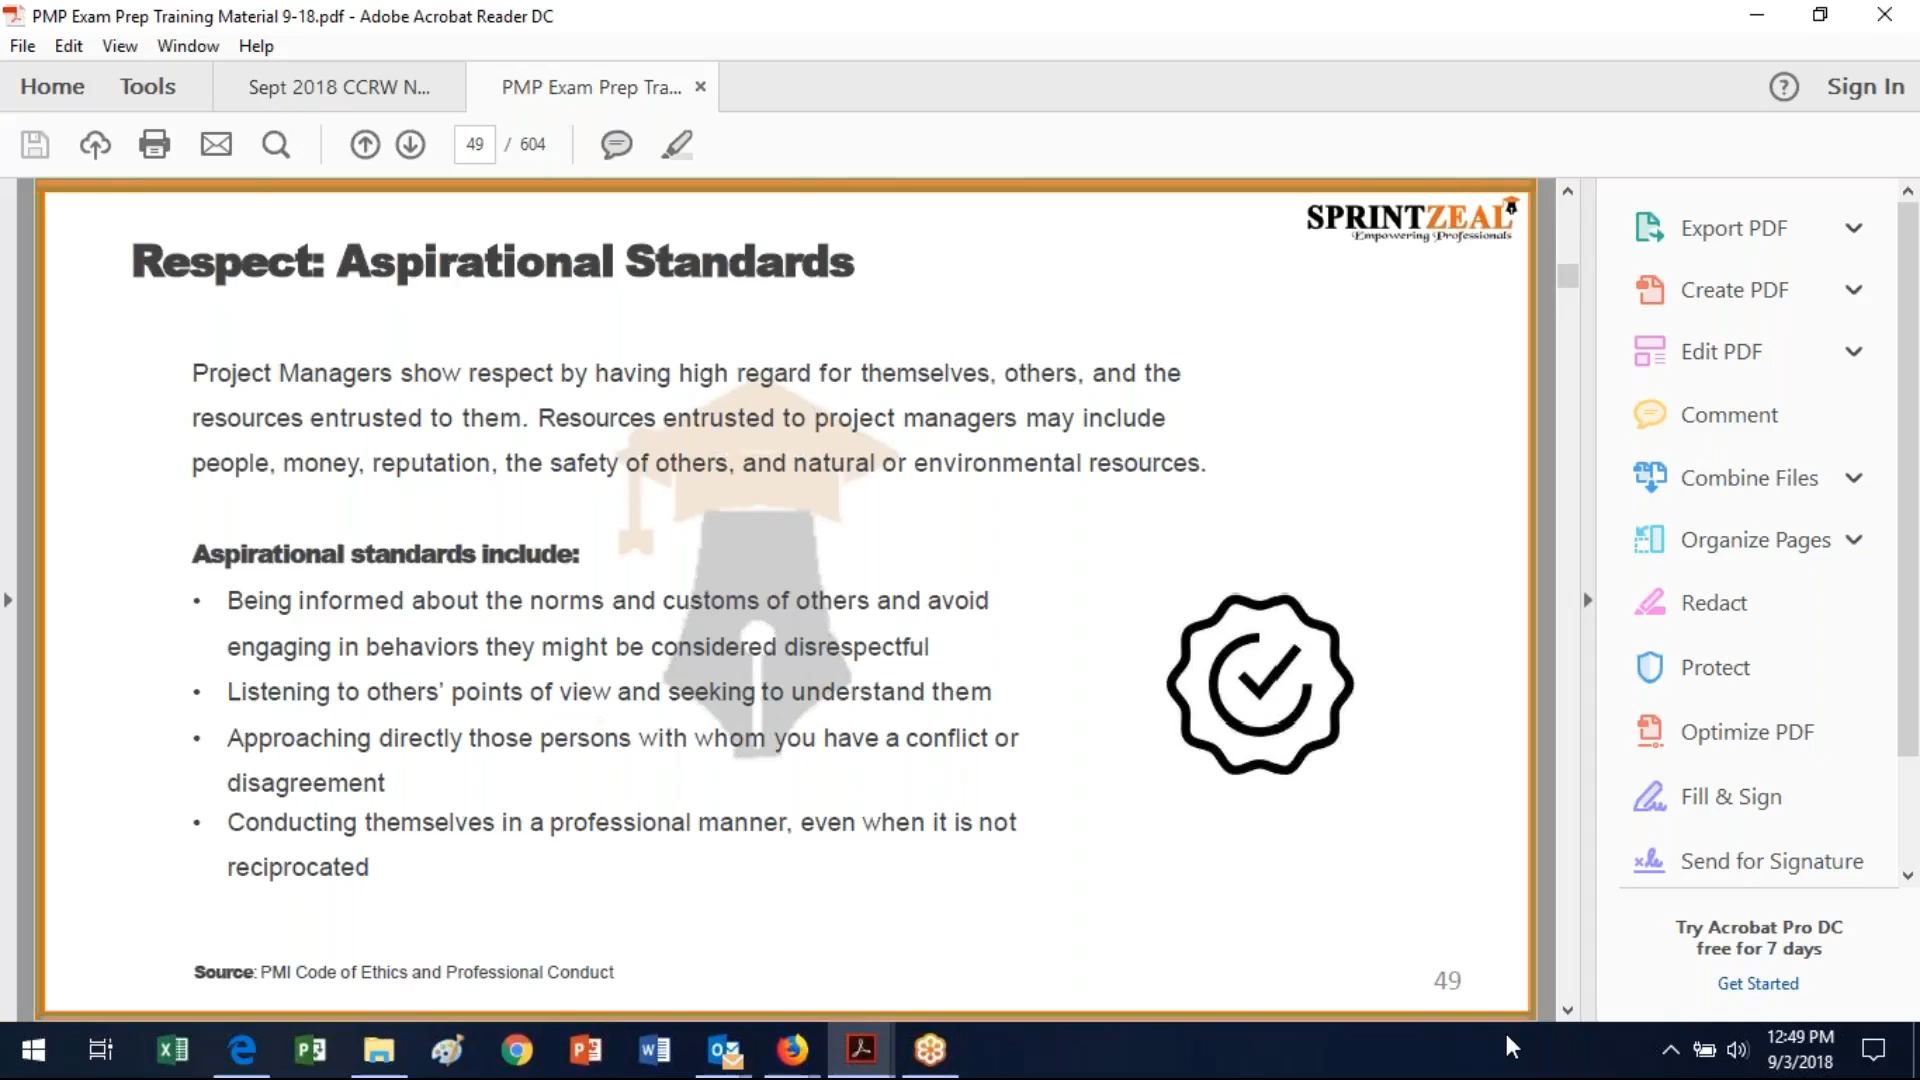 PMP Exam Prep Training Material 9-18.pdf - Adobe Acrobat Reader DC
File Edit View Window Help
Home Tools Sept 2018 CCRW N... PMP Exam Prep Tra... × ? Sign In
49 / 604
SPRINTZEAL
Empowering Professionals
Respect: Aspirational Standards
Project Managers show respect by having high regard for themselves, others, and the
resources entrusted to them. Resources entrusted to project managers may include
people, money, reputation, the safety of others, and natural or environmental resources.
Aspirational standards include:
• Being informed about the norms and customs of others and avoid
engaging in behaviors they might be considered disrespectful
• Listening to others’ points of view and seeking to understand them
• Approaching directly those persons with whom you have a conflict or
disagreement
• Conducting themselves in a professional manner, even when it is not
reciprocated
Source: PMI Code of Ethics and Professional Conduct
49
Export PDF
Create PDF
Edit PDF
Comment
Combine Files
Organize Pages
Redact
Protect
Optimize PDF
Fill & Sign
Send for Signature
Try Acrobat Pro DC
free for 7 days
Get Started
12:49 PM
9/3/2018